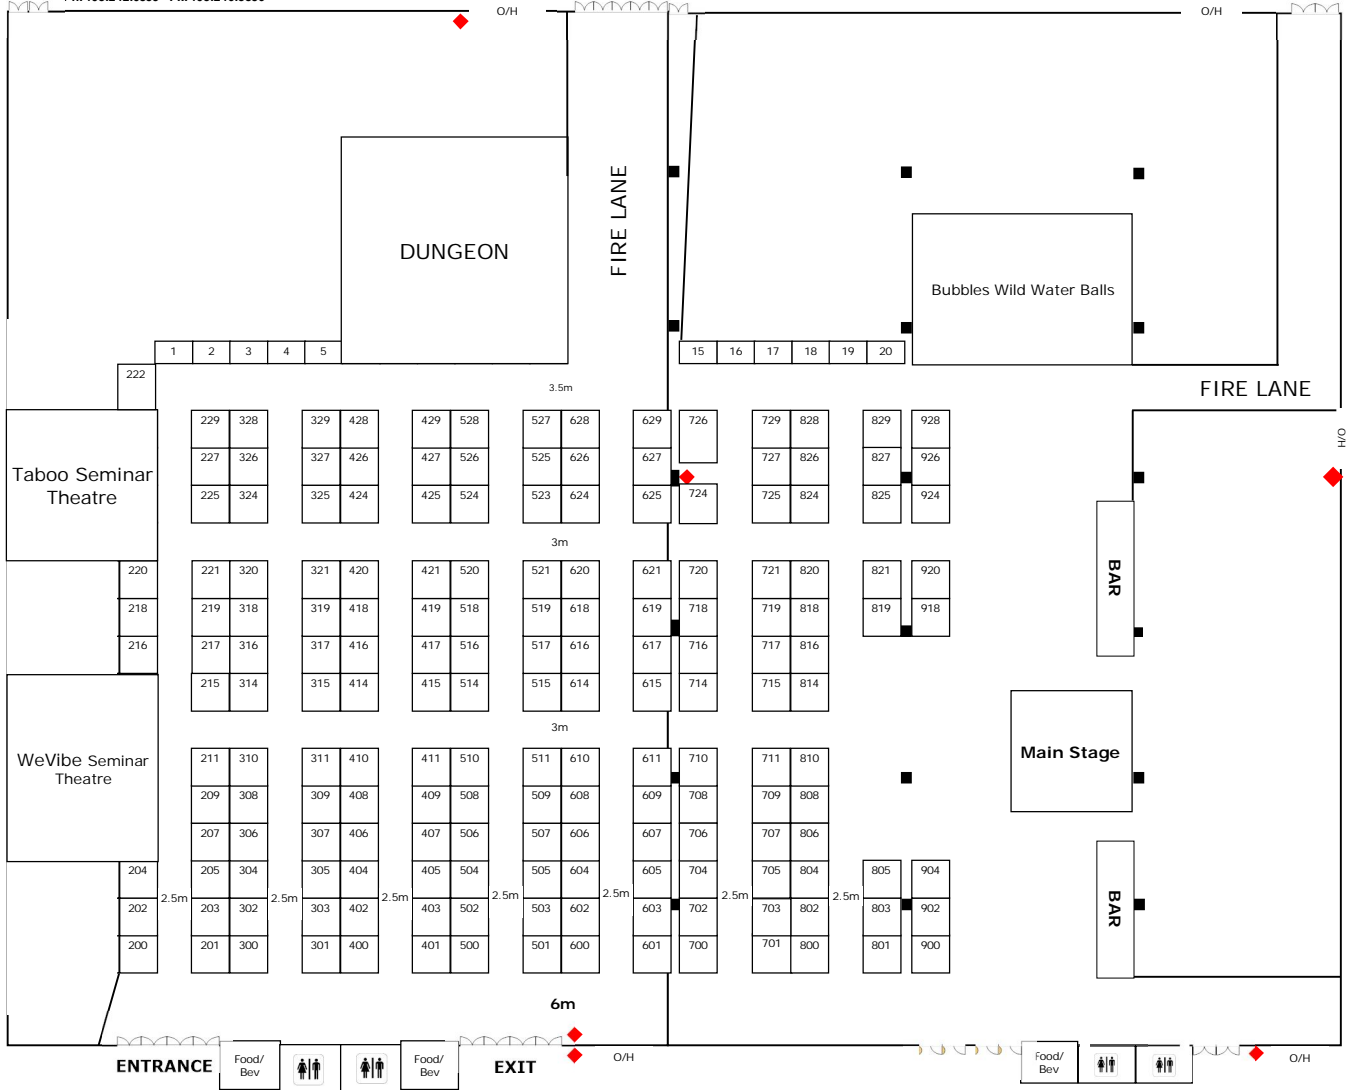 O/H
O/H
FIRE LANE
DUNGEON
Bubbles Wild Water Balls
1 2 3 4 5
15 16 17 18 19 20
222
3.5m
FIRE LANE
O/H
229 328 329 428 429 528 527 628 629 726 729 828 829 928
227 326 327 426 427 526 525 626 627 727 826 827 926
225 324 325 424 425 524 523 624 625 724 725 824 825 924
Taboo Seminar
Theatre
3m
220 221 320 321 420 421 520 521 620 621 720 721 820 821 920
218 219 318 319 418 419 518 519 618 619 718 719 818 819 918
216 217 316 317 416 417 516 517 616 617 716 717 816
215 314 315 414 415 514 515 614 615 714 715 814
BAR
3m
WeVibe Seminar
Theatre
Main Stage
211 310 311 410 411 510 511 610 611 710 711 810
209 308 309 408 409 508 509 608 609 708 709 808
207 306 307 406 407 506 507 606 607 706 707 806
204 205 304 305 404 405 504 505 604 605 704 705 804 805 904
2.5m 2.5m 2.5m 2.5m 2.5m 2.5m 2.5m
202 203 302 303 402 403 502 503 602 603 702 703 802 803 902
200 201 300 301 400 401 500 501 600 601 700 701 800 801 900
BAR
6m
ENTRANCE
Food/
Bev
Food/
Bev
EXIT
O/H
Food/
Bev
O/H